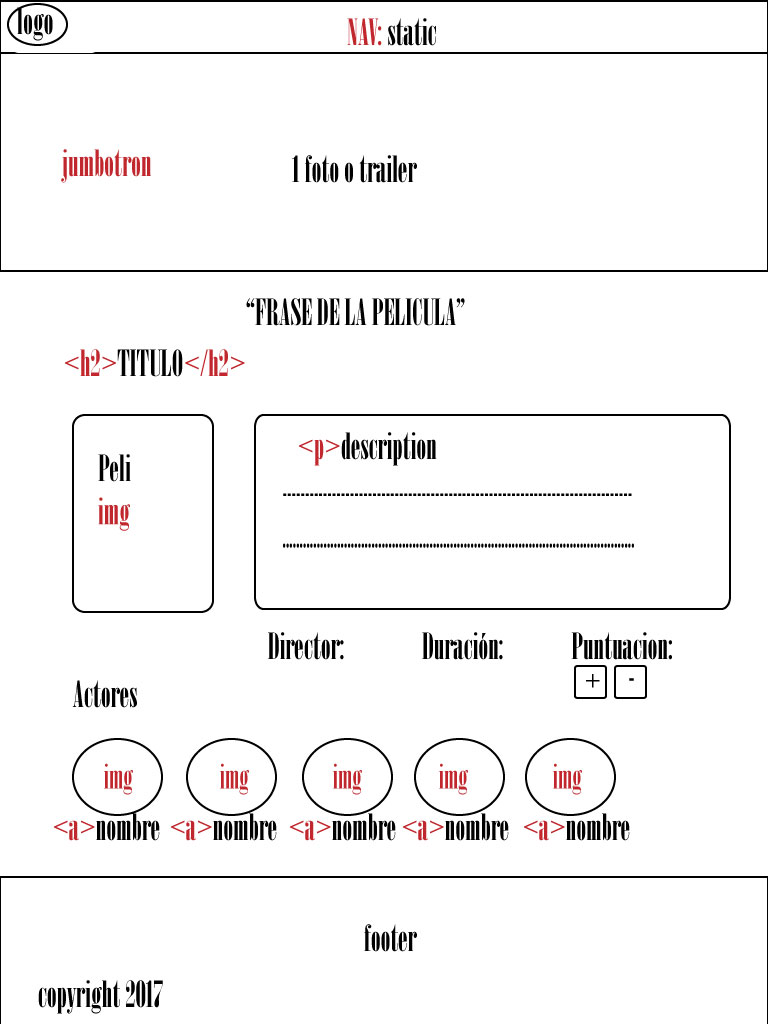 logo
NAV: static
jumbotron
1 foto o trailer
“FRASE DE LA PELICULA”
<h2>TITULO</h2>
Peli
img
<p>description
Director:
Duración:
Puntuacion:
+ -
Actores
img img img img img
<a>nombre <a>nombre <a>nombre <a>nombre <a>nombre
footer
copyright 2017